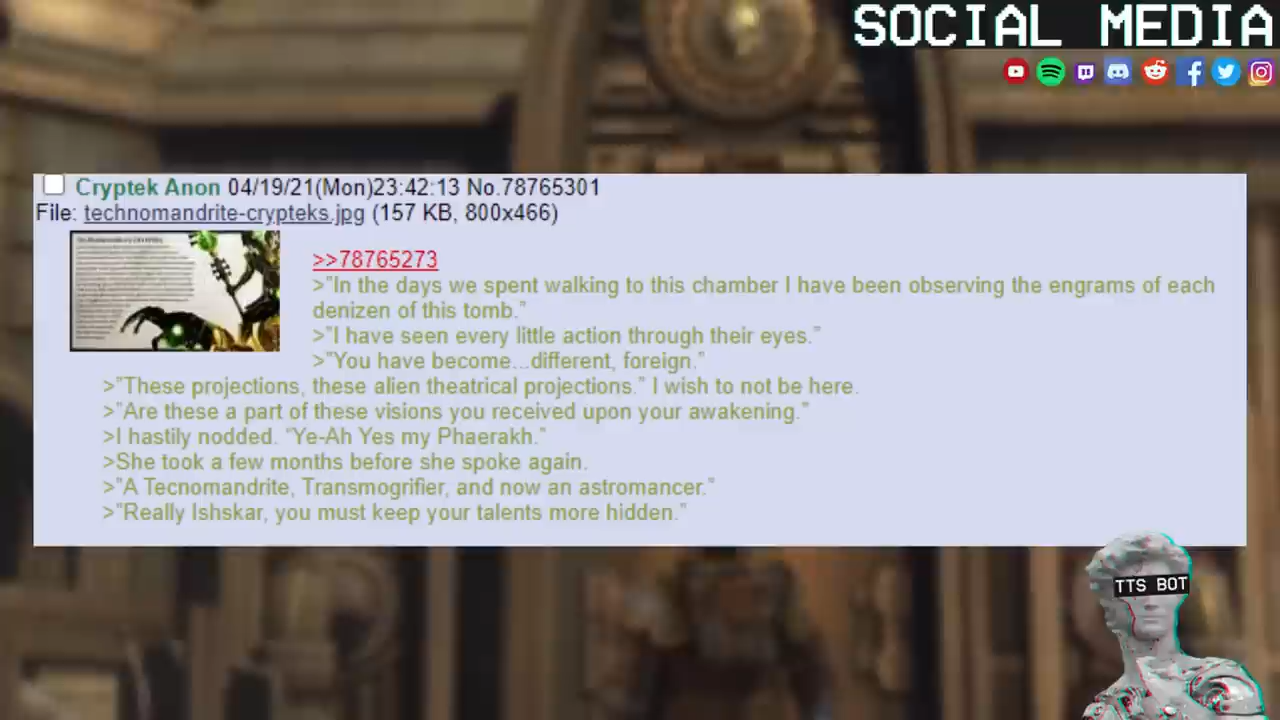 SOCIAL MEDIA
Cryptek Anon 04/19/21(Mon)23:42:13 No.78765301
File: technomandrite-crypteks.jpg (157 KB, 800x466)
>>78765273
>"In the days we spent walking to this chamber I have been observing the engrams of each
denizen of this tomb."
>"I have seen every little action through their eyes."
>"You have become...different, foreign."
>"These projections, these alien theatrical projections." I wish to not be here.
>"Are these a part of these visions you received upon your awakening."
>I hastily nodded. "Ye-Ah Yes my Phaerakh."
>She took a few months before she spoke again.
>"A Tecnomandrite, Transmogrifier, and now an astromancer."
>"Really Ishskar, you must keep your talents more hidden."
TTS BOT